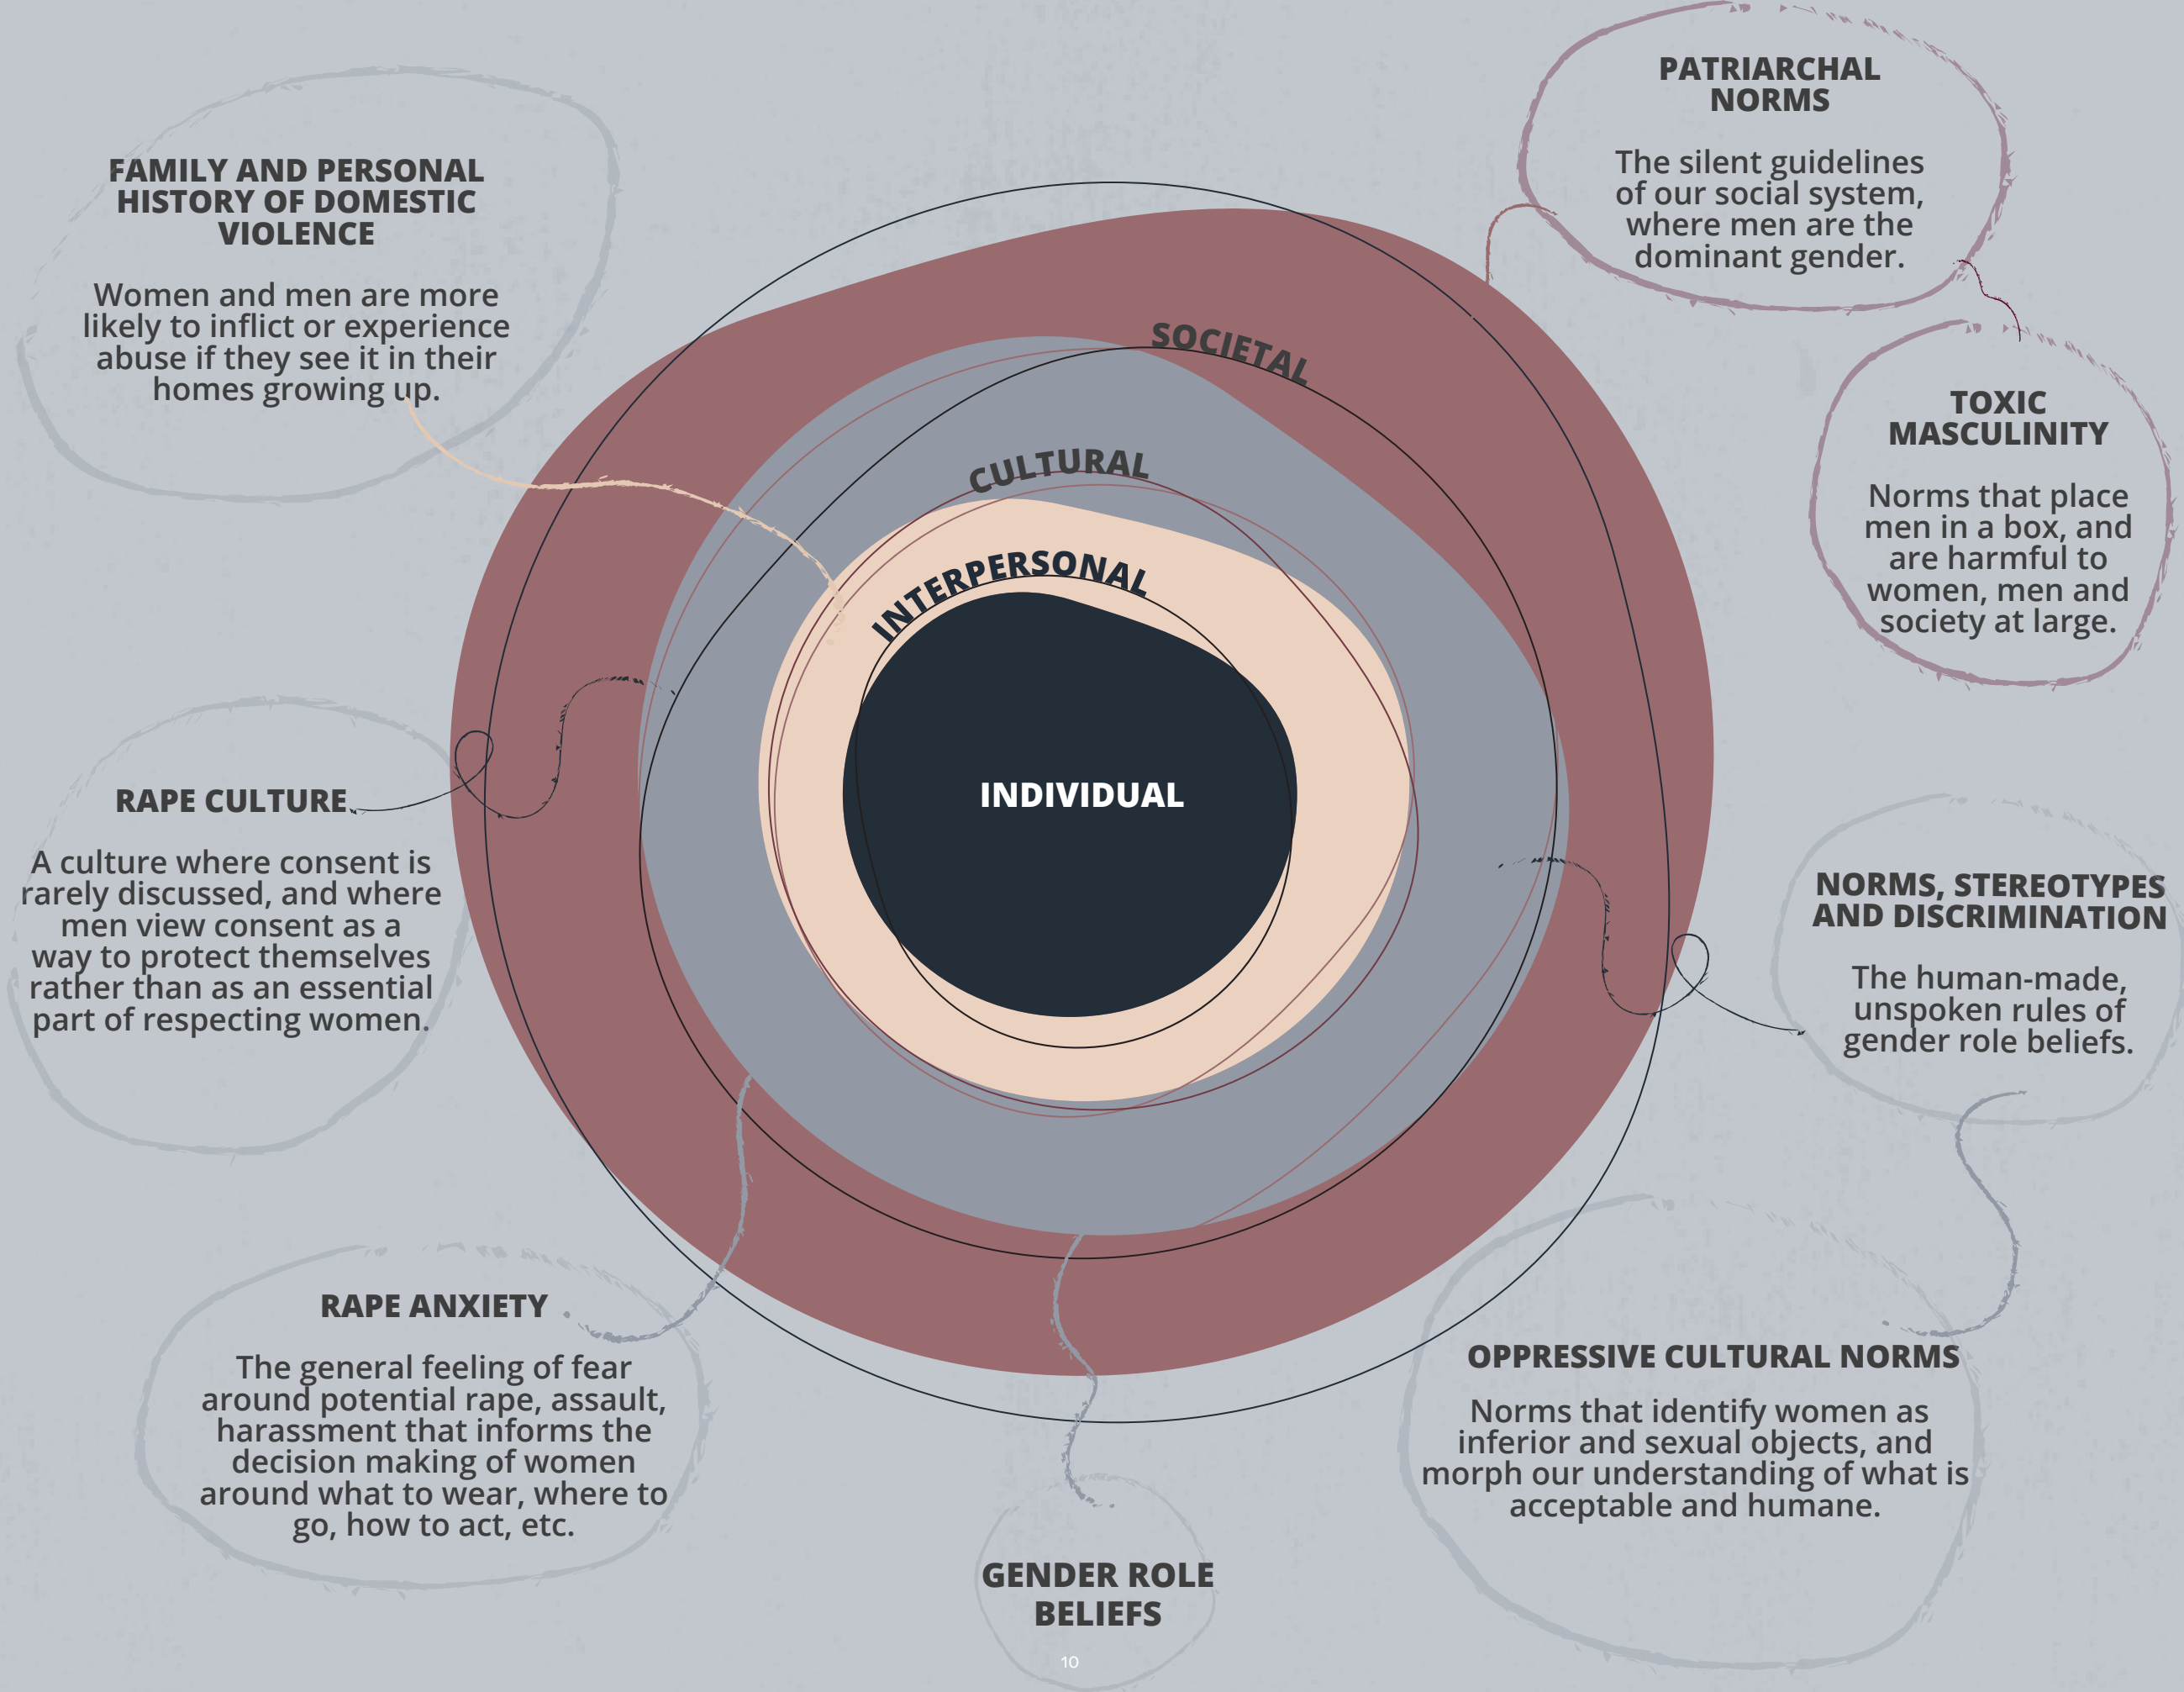 PATRIARCHAL
NORMS
The silent guidelines
of our social system,
where men are the
dominant gender.
FAMILY AND PERSONAL
HISTORY OF DOMESTIC
VIOLENCE
Women and men are more
likely to inflict or experience
abuse if they see it in their
homes growing up.
SOCIETAL
CULTURAL
INTERPERSONAL
INDIVIDUAL
TOXIC
MASCULINITY
Norms that place
men in a box, and
are harmful to
women, men and
society at large.
RAPE CULTURE
A culture where consent is
rarely discussed, and where
men view consent as a
way to protect themselves
rather than as an essential
part of respecting women.
NORMS, STEREOTYPES
AND DISCRIMINATION
The human-made,
unspoken rules of
gender role beliefs.
RAPE ANXIETY
The general feeling of fear
around potential rape, assault,
harassment that informs the
decision making of women
around what to wear, where to
go, how to act, etc.
OPPRESSIVE CULTURAL NORMS
Norms that identify women as
inferior and sexual objects, and
morph our understanding of what is
acceptable and humane.
GENDER ROLE
BELIEFS
10